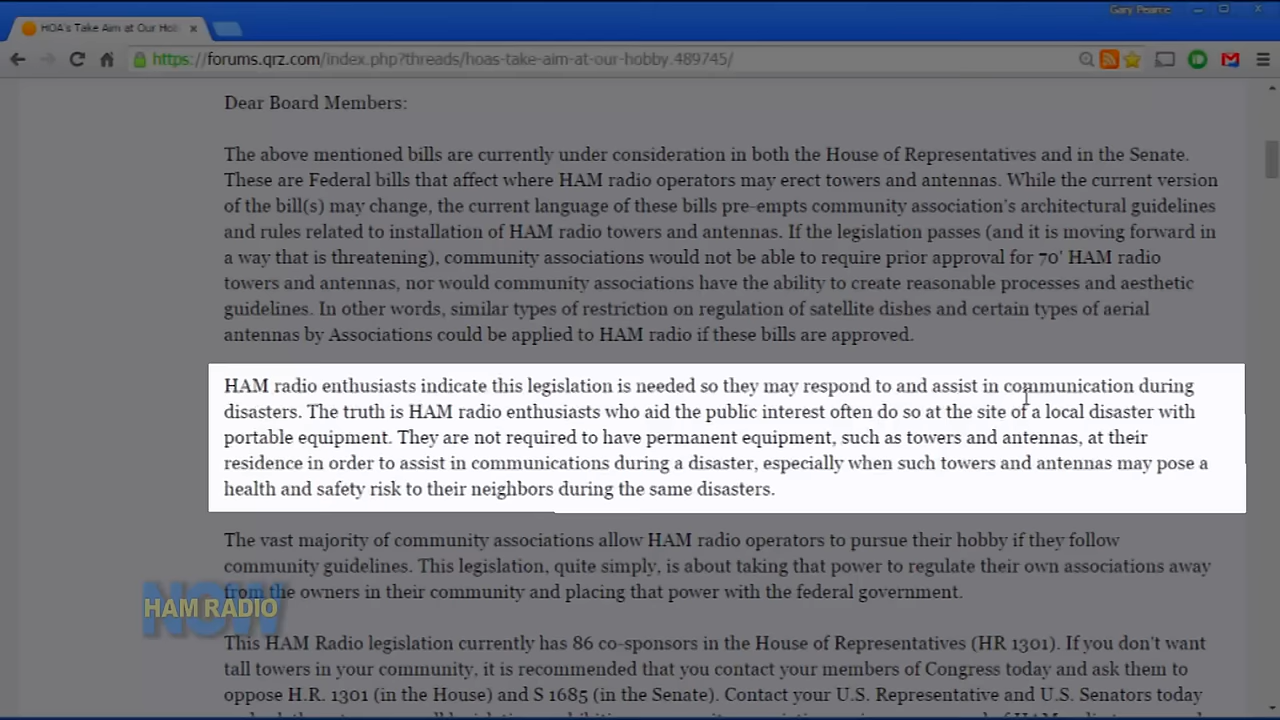 Gary Pearce
HOA's Take Aim at Our Hob
https://forums.qrz.com/index.php?threads/hoas-take-aim-at-our-hobby.489745/
Dear Board Members:
The above mentioned bills are currently under consideration in both the House of Representatives and in the Senate.
These are Federal bills that affect where HAM radio operators may erect towers and antennas. While the current version
of the bill(s) may change, the current language of these bills pre-empts community association's architectural guidelines
and rules related to installation of HAM radio towers and antennas. If the legislation passes (and it is moving forward in
a way that is threatening), community associations would not be able to require prior approval for 70' HAM radio
towers and antennas, nor would community associations have the ability to create reasonable processes and aesthetic
guidelines. In other words, similar types of restriction on regulation of satellite dishes and certain types of aerial
antennas by Associations could be applied to HAM radio if these bills are approved.
HAM radio enthusiasts indicate this legislation is needed so they may respond to and assist in communication during
disasters. The truth is HAM radio enthusiasts who aid the public interest often do so at the site of a local disaster with
portable equipment. They are not required to have permanent equipment, such as towers and antennas, at their
residence in order to assist in communications during a disaster, especially when such towers and antennas may pose a
health and safety risk to their neighbors during the same disasters.
The vast majority of community associations allow HAM radio operators to pursue their hobby if they follow
community guidelines. This legislation, quite simply, is about taking that power to regulate their own associations away
from the owners in their community and placing that power with the federal government.
HAM RADIO
NOW
This HAM Radio legislation currently has 86 co-sponsors in the House of Representatives (HR 1301). If you don't want
tall towers in your community, it is recommended that you contact your members of Congress today and ask them to
oppose H.R. 1301 (in the House) and S 1685 (in the Senate). Contact your U.S. Representative and U.S. Senators today